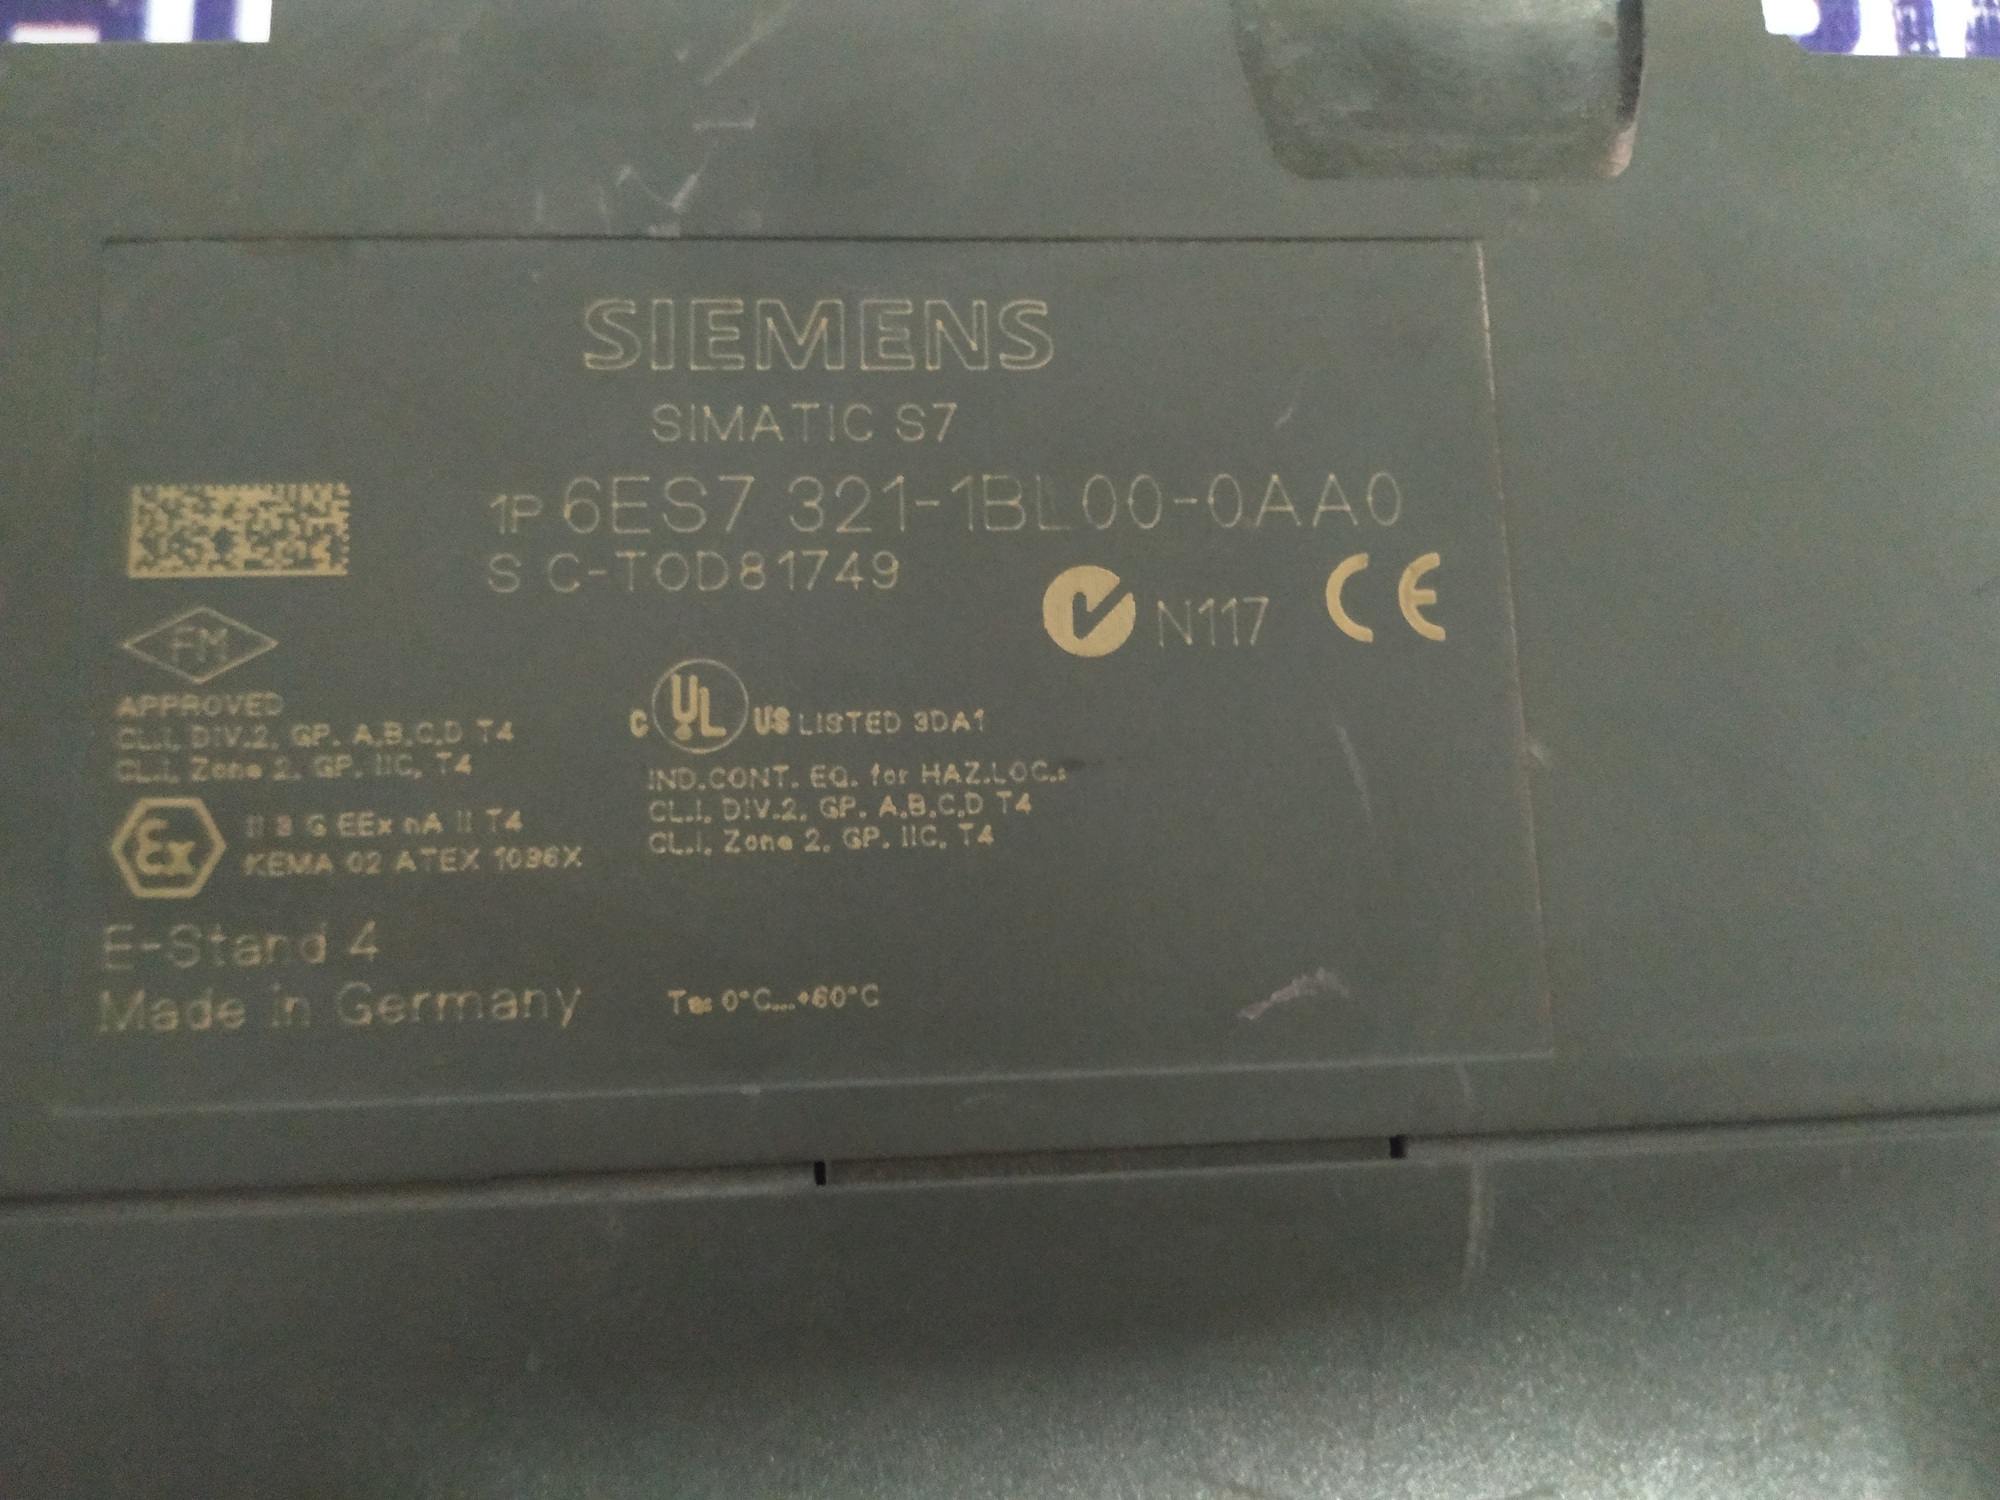 SIEMENS
SIMATIC S7
1P 6ES7 321-1BL00-0AA0
S C-TOD81749
N117 CE
FM
APPROVED
CL.I, DIV.2, GP. A,B,C,D T4
CL.I, Zone 2, GP. IIC, T4
C UL US LISTED 3DA1
IND.CONT. EQ. for HAZ.LOC.:
CL.I, DIV.2, GP. A,B,C,D T4
CL.I, Zone 2, GP. IIC, T4
Ex II 3 G EEx nA II T4
KEMA 02 ATEX 1096X
E-Stand 4
Made in Germany
Ta: 0°C...+60°C